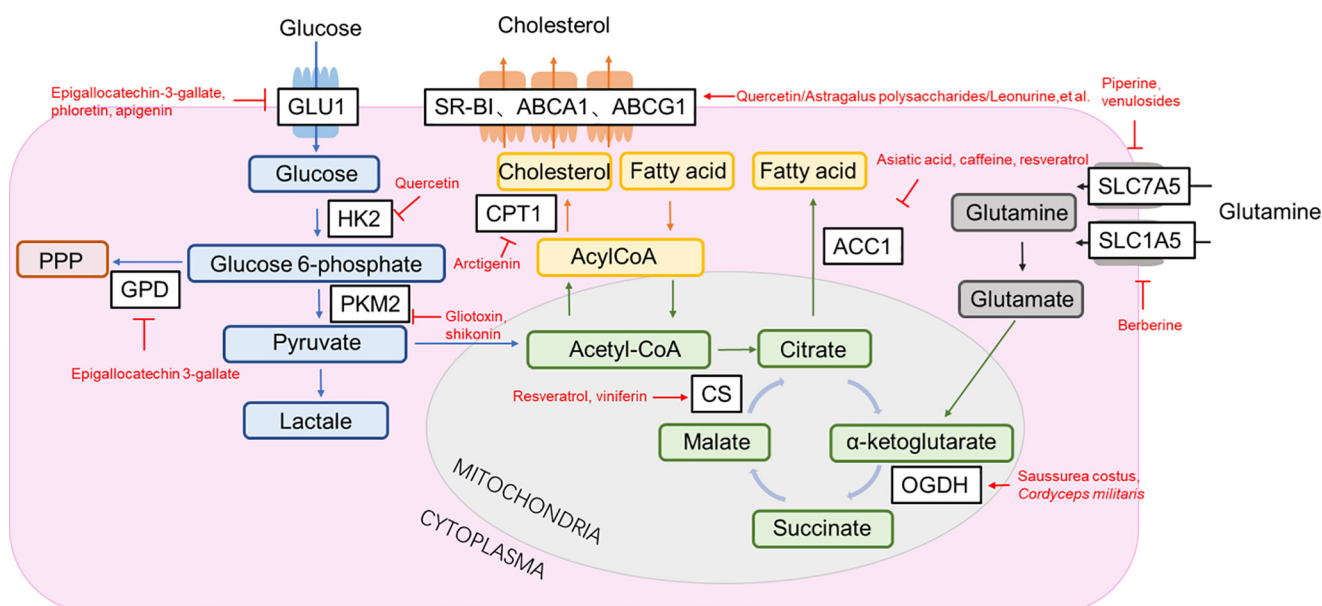 Glucose
Cholesterol
Epigallocatechin-3-gallate,
phloretin, apigenin
GLU1
SR-BI、ABCA1、ABCG1
Quercetin/Astragalus polysaccharides/Leonurine,et al.
Piperine、
venulosides
Glucose
Cholesterol
Fatty acid
Fatty acid
Asiatic acid, caffeine, resveratrol
SLC7A5
Quercetin
HK2
CPT1
Glutamine
Glutamine
SLC1A5
ACC1
PPP
Glucose 6-phosphate
Arctigenin
AcylCoA
GPD
PKM2
Glutamate
Gliotoxin,
shikonin
Berberine
Pyruvate
Acetyl-CoA
Citrate
Epigallocatechin 3-gallate
Resveratrol, viniferin
CS
Lactale
Malate
α-ketoglutarate
MITOCHONDRIA
OGDH
Saussurea costus,
Cordyceps militaris
CYTOPLASMA
Succinate